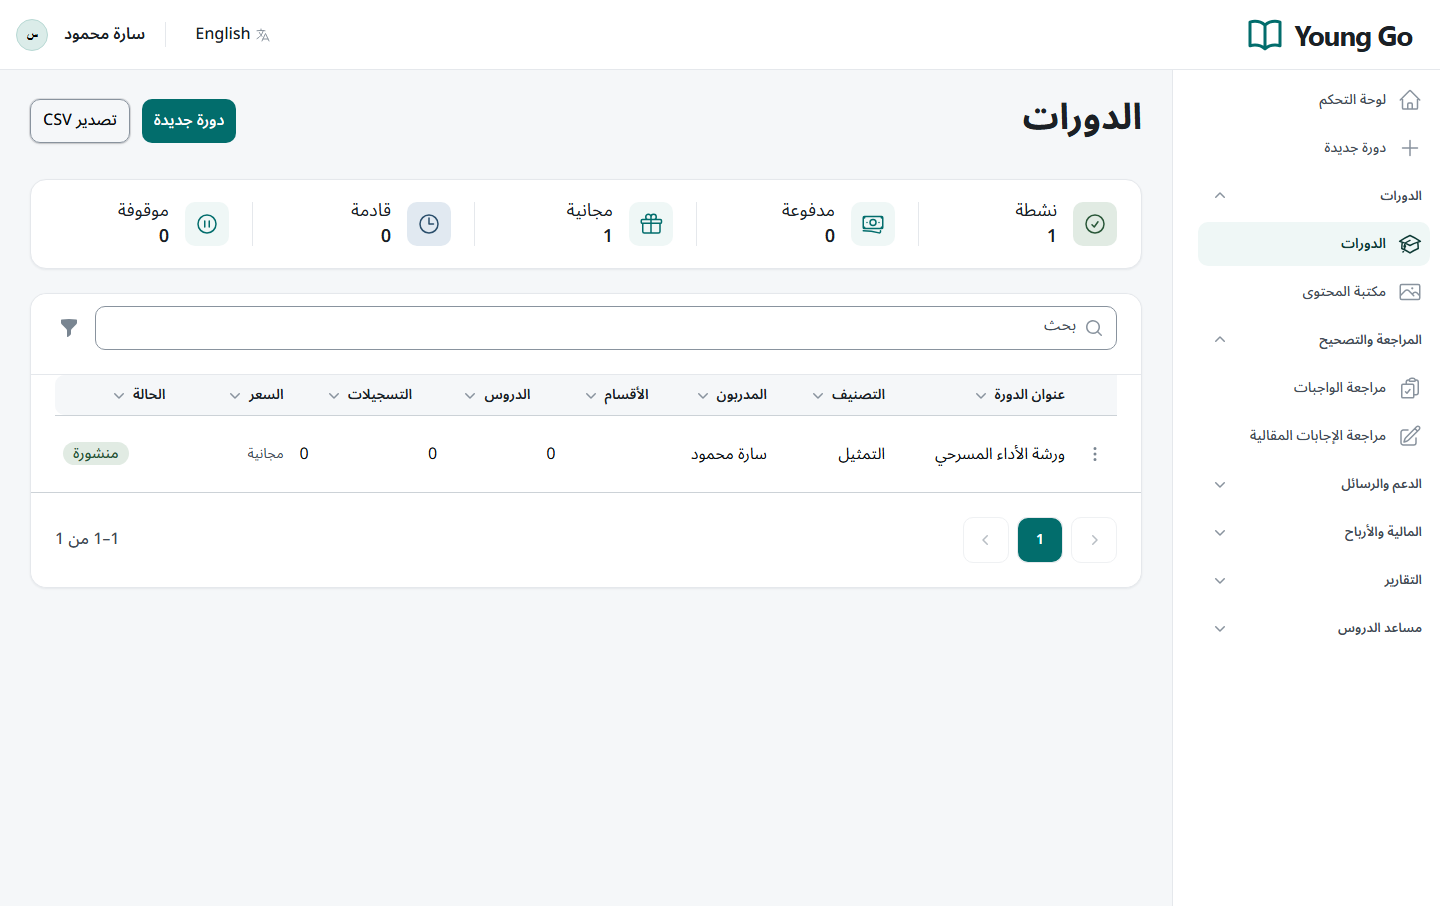 Young Go
English
سارة محمود
س
لوحة التحكم
دورة جديدة
الدورات
الدورات
مكتبة المحتوى
المراجعة والتصحيح
مراجعة الواجبات
مراجعة الإجابات المقالية
الدعم والرسائل
المالية والأرباح
التقارير
مساعد الدروس
الدورات
دورة جديدة
تصدير CSV
نشطة
1
مدفوعة
0
مجانية
1
قادمة
0
موقوفة
0
بحث
عنوان الدورة التصنيف المدربون الأقسام الدروس التسجيلات السعر الحالة
ورشة الأداء المسرحي التمثيل سارة محمود 0 0 0 مجانية منشورة
1
1–1 من 1